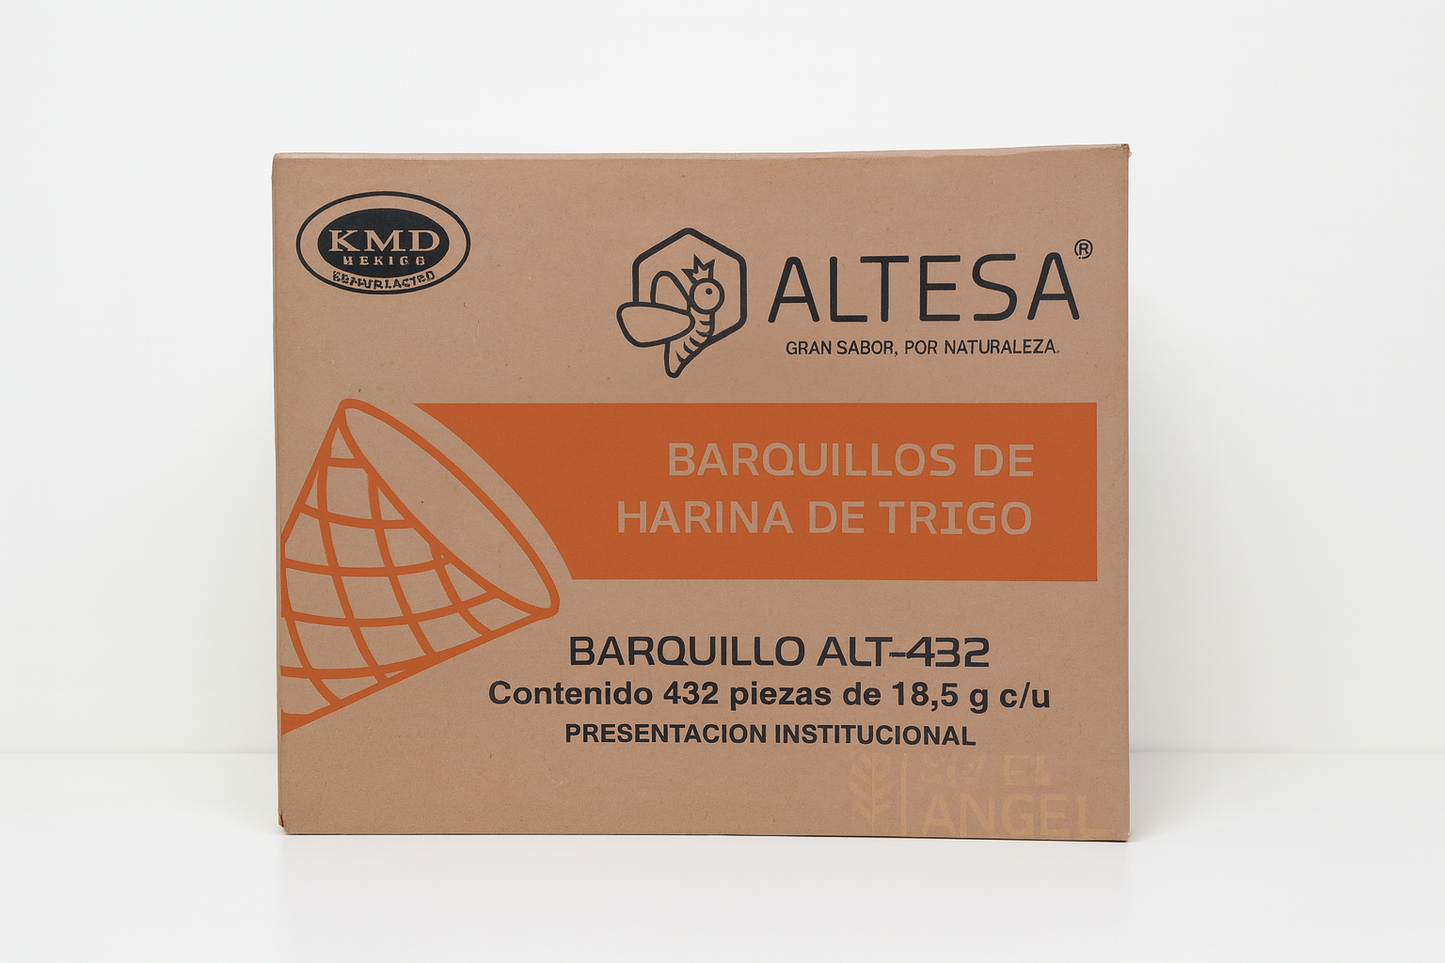 KMD
ALTESA®
GRAN SABOR, POR NATURALEZA.
BARQUILLOS DE
HARINA DE TRIGO
BARQUILLO ALT-432
Contenido 432 piezas de 18,5 g c/u
PRESENTACION INSTITUCIONAL
EL
ANGEL